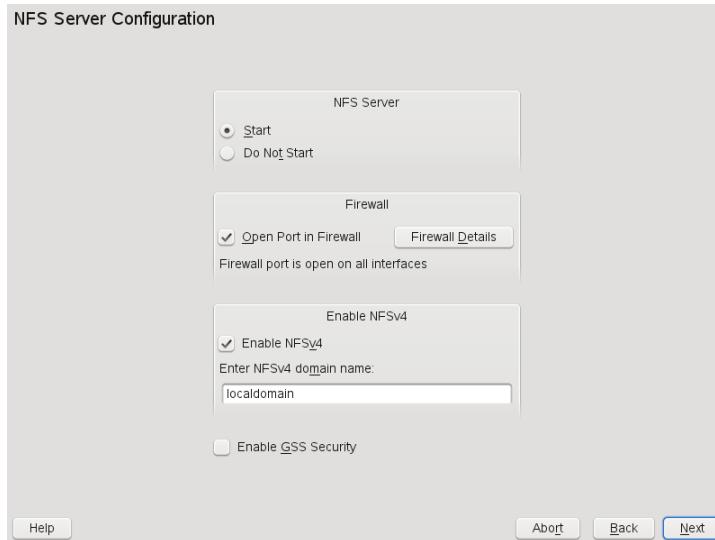 NFS Server Configuration
NFS Server
Start
Do Not Start
Firewall
Open Port in Firewall
Firewall Details
Firewall port is open on all interfaces
Enable NFSv4
Enable NFSv4
Enter NFSv4 domain name:
localdomain
Enable GSS Security
Help
Abort
Back
Next